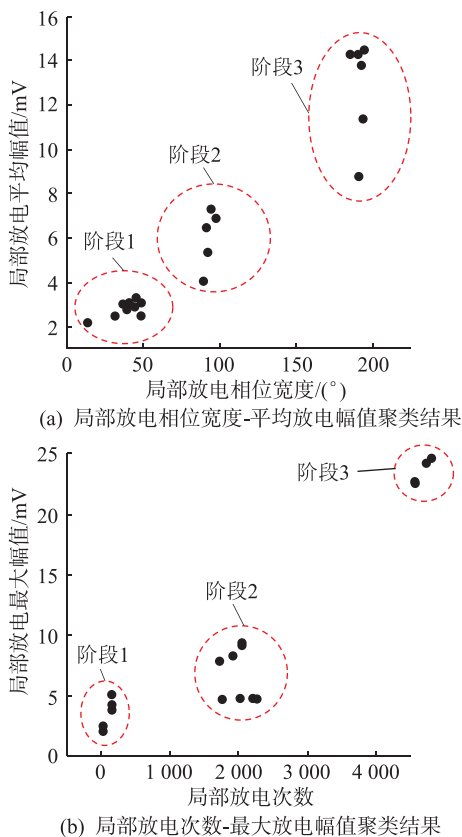 16
14
12
10
8
6
4
2
局部放电平均幅值/mV
阶段3
阶段2
阶段1
0 50 100 150 200
局部放电相位宽度/(°)
(a) 局部放电相位宽度-平均放电幅值聚类结果
25
20
15
10
5
0
局部放电最大幅值/mV
阶段3
阶段2
阶段1
0 1 000 2 000 3 000 4 000
局部放电次数
(b) 局部放电次数-最大放电幅值聚类结果